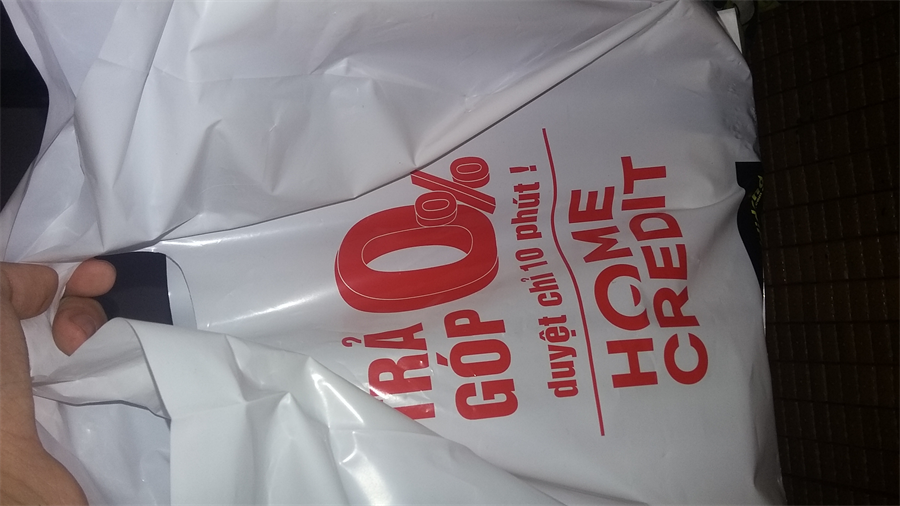 TRẢ
GÓP
0%
duyệt chỉ 10 phút !
HOME
CREDIT